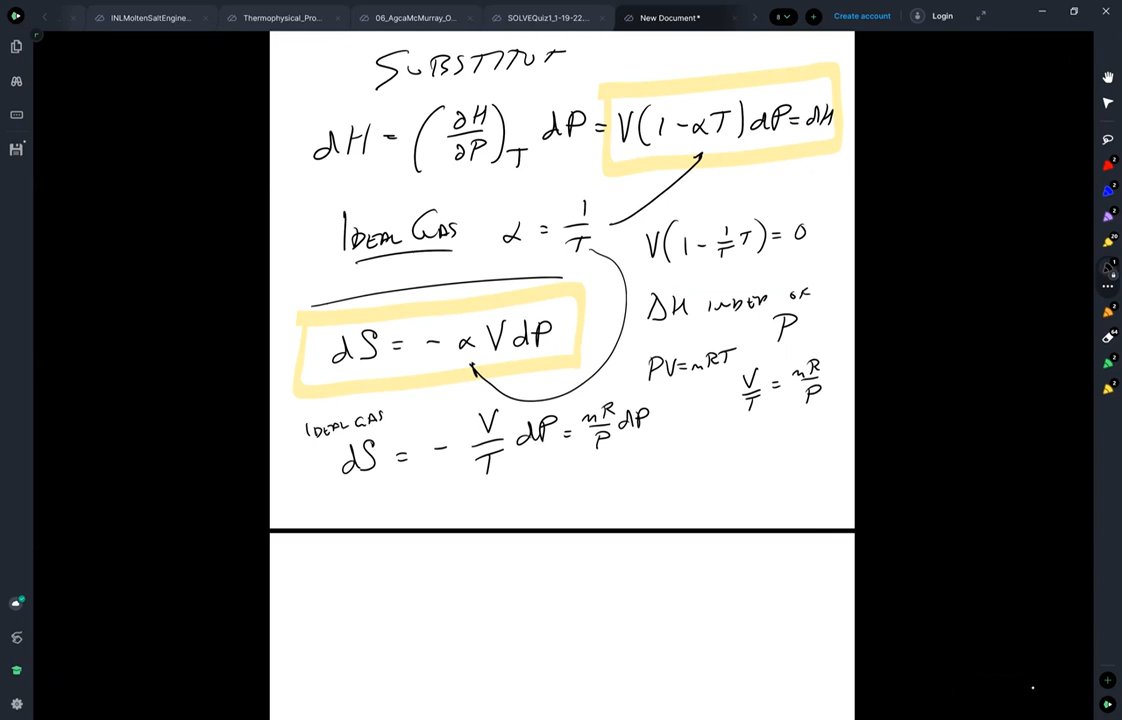 INLMoltenSaltEngine...
Thermophysical_Pro...
06_AgcaMcMurray_O...
SOLVEQuiz1_1-19-22....
New Document*
8
Create account
Login
SUBSTITUT
dH = (∂H/∂P)_T dP = V(1-αT)dP = dH
IDEAL GAS α = 1/T
V(1 - 1/T T) = 0
ΔH INDEP OF
P
dS = - α V dP
PV = nRT
V/T = nR/P
IDEAL GAS
dS = - V/T dP = nR/P dP